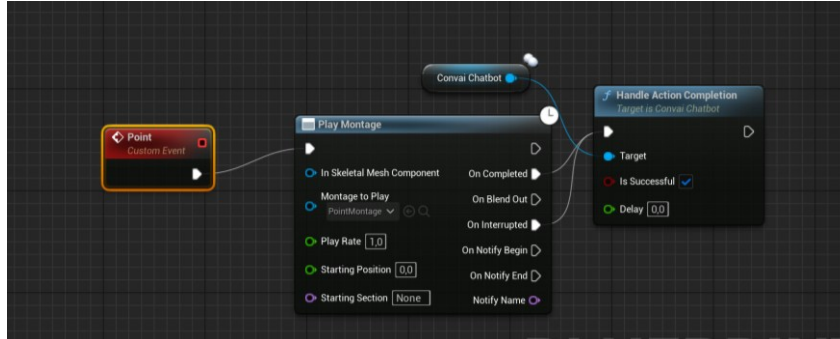 Convai Chatbot
Handle Action Completion
Target is Convai Chatbot
Target
Is Successful
Delay 0,0
Point
Custom Event
Play Montage
In Skeletal Mesh Component
On Completed
Montage to Play
PointMontage
On Blend Out
On Interrupted
Play Rate 1,0
On Notify Begin
Starting Position 0,0
On Notify End
Starting Section None
Notify Name